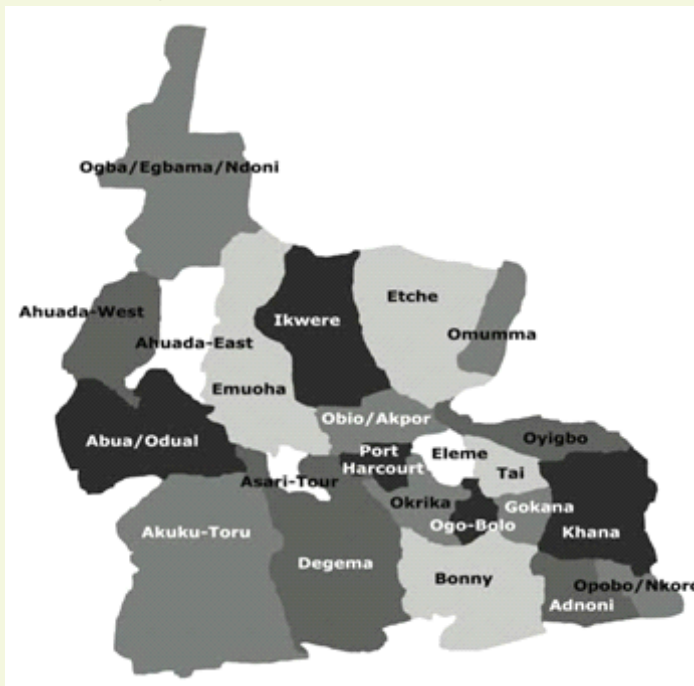 Ogba/Egbama/Ndoni
Ahuada-West
Ahuada-East
Ikwere
Etche
Omumma
Emuoha
Abua/Odual
Obio/Akpor
Oyigbo
Port
Harcourt
Eleme
Tai
Asari-Tour
Okrika
Gokana
Ogo-Bolo
Khana
Akuku-Toru
Degema
Bonny
Opobo/Nkoro
Adnoni